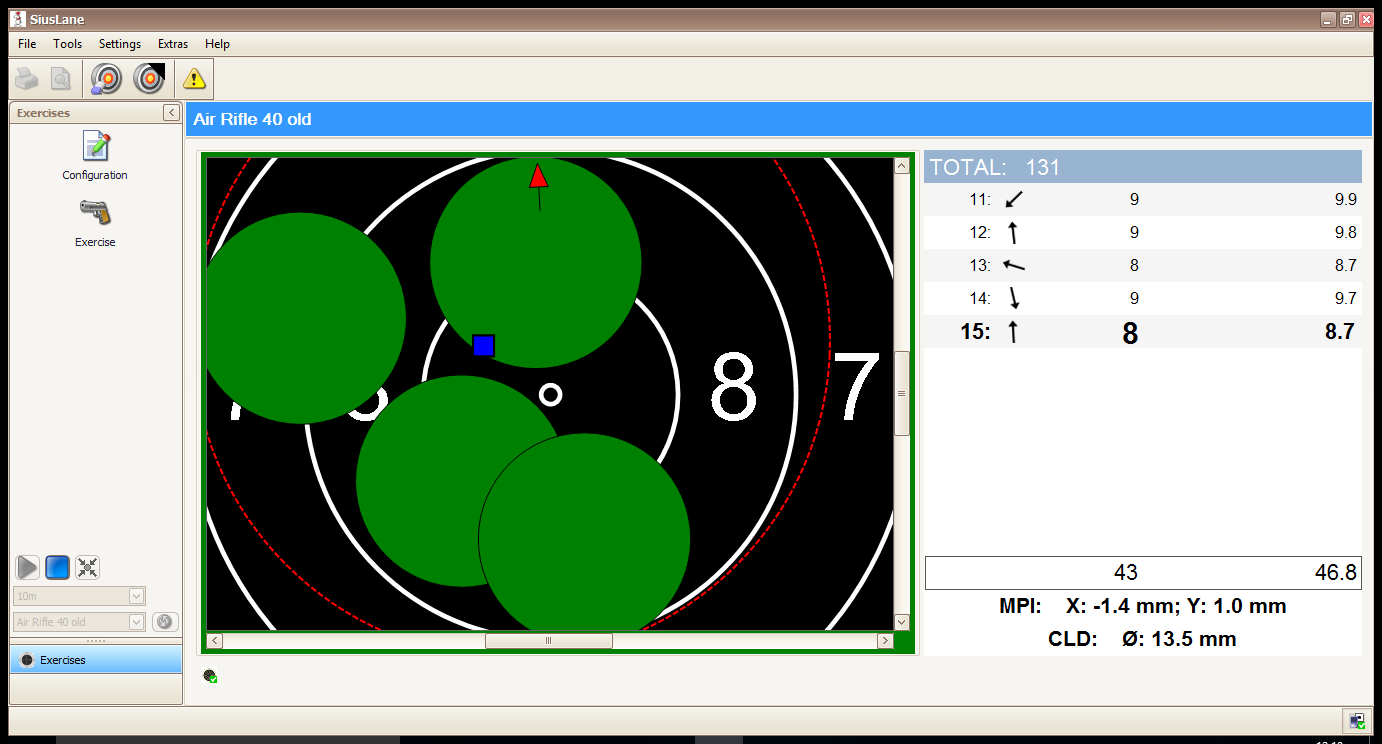 SiusLane
File Tools Settings Extras Help
Exercises
Configuration
Exercise
10m
Air Rifle 40 old
Exercises
Air Rifle 40 old
8 7
TOTAL: 131
11: 9 9.9
12: 9 9.8
13: 8 8.7
14: 9 9.7
15: 8 8.7
43 46.8
MPI: X: -1.4 mm; Y: 1.0 mm
CLD: Ø: 13.5 mm